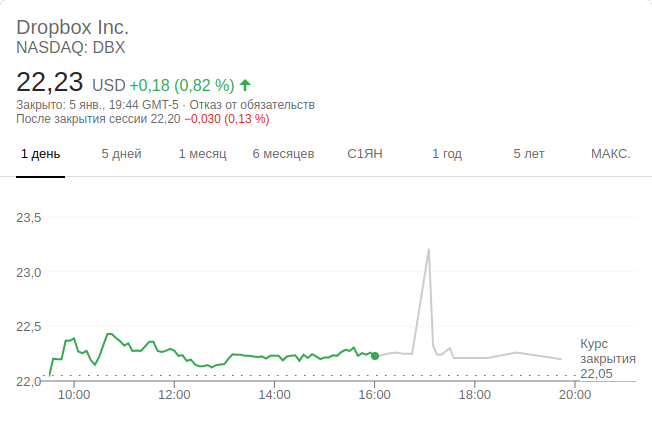 Dropbox Inc.
NASDAQ: DBX
22,23 USD +0,18 (0,82 %)
Закрыто: 5 янв., 19:44 GMT-5 · Отказ от обязательств
После закрытия сессии 22,20 −0,030 (0,13 %)
1 день 5 дней 1 месяц 6 месяцев С1ЯН 1 год 5 лет МАКС.
23,5
23,0
22,5
22,0
Курс
закрытия
22,05
10:00 12:00 14:00 16:00 18:00 20:00